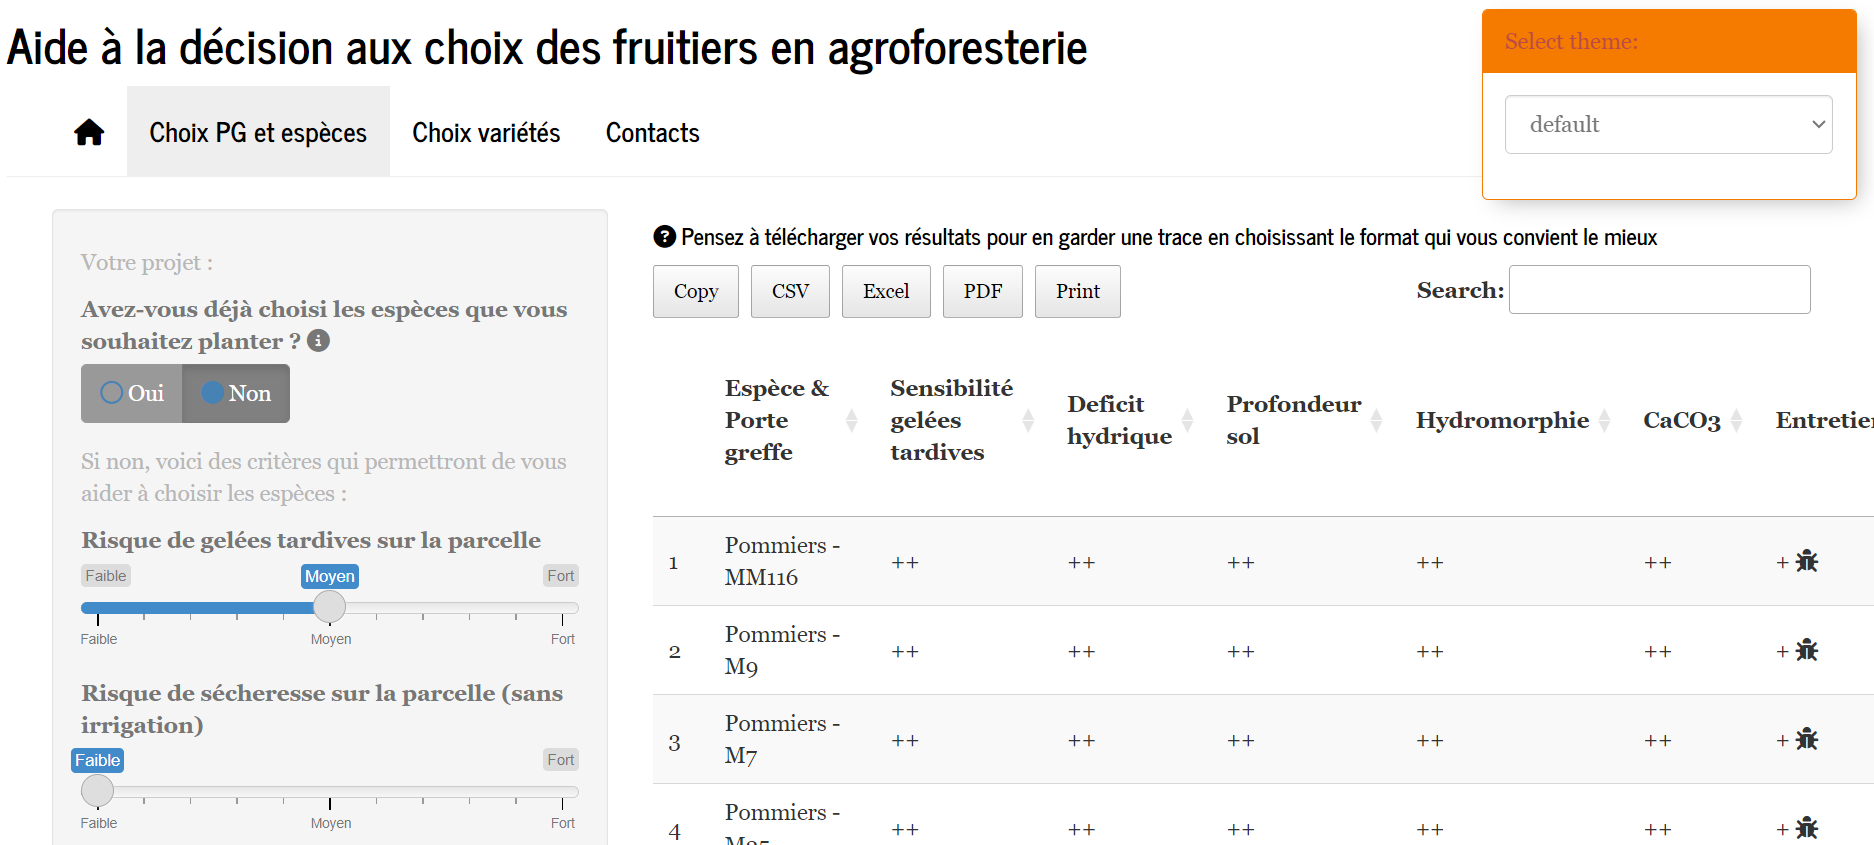 Aide à la décision aux choix des fruitiers en agroforesterie
Select theme:
default
Choix PG et espèces
Choix variétés
Contacts
Votre projet :
Avez-vous déjà choisi les espèces que vous
souhaitez planter ?
Oui
Non
Si non, voici des critères qui permettront de vous
aider à choisir les espèces :
Risque de gelées tardives sur la parcelle
Faible
Moyen
Fort
Faible
Moyen
Fort
Risque de sécheresse sur la parcelle (sans
irrigation)
Faible
Fort
Faible
Moyen
Fort
Pensez à télécharger vos résultats pour en garder une trace en choisissant le format qui vous convient le mieux
Copy
CSV
Excel
PDF
Print
Search:
Espèce &
Porte
greffe
Sensibilité
gelées
tardives
Deficit
hydrique
Profondeur
sol
Hydromorphie
CaCO3
1
Pommiers -
MM116
++ ++ ++ ++ ++ +
2
Pommiers -
M9
++ ++ ++ ++ ++ +
3
Pommiers -
M7
++ ++ ++ ++ ++ +
4
Pommiers -
++ ++ ++ ++ ++ +